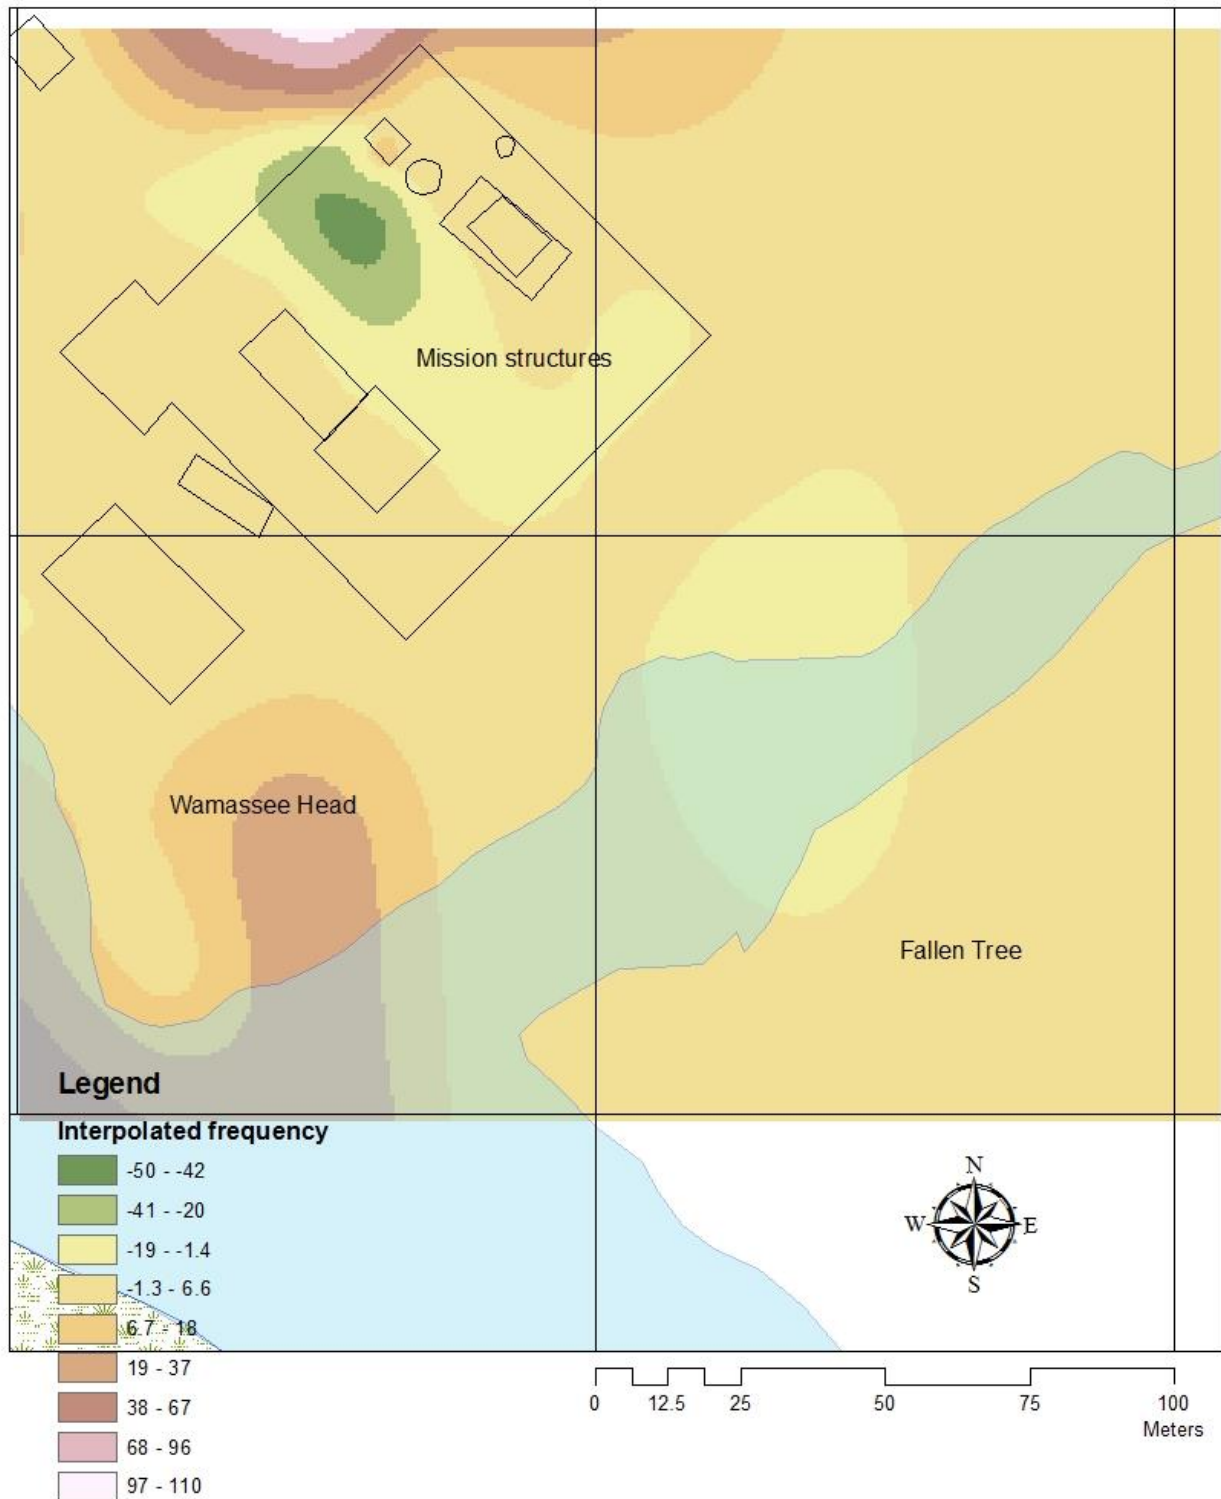 Mission structures
Wamassee Head
Fallen Tree
Legend
Interpolated frequency
-50 - -42
-41 - -20
-19 - -1.4
-1.3 - 6.6
6.7 - 18
19 - 37
38 - 67
68 - 96
97 - 110
N
W E
S
0 12.5 25 50 75 100
Meters